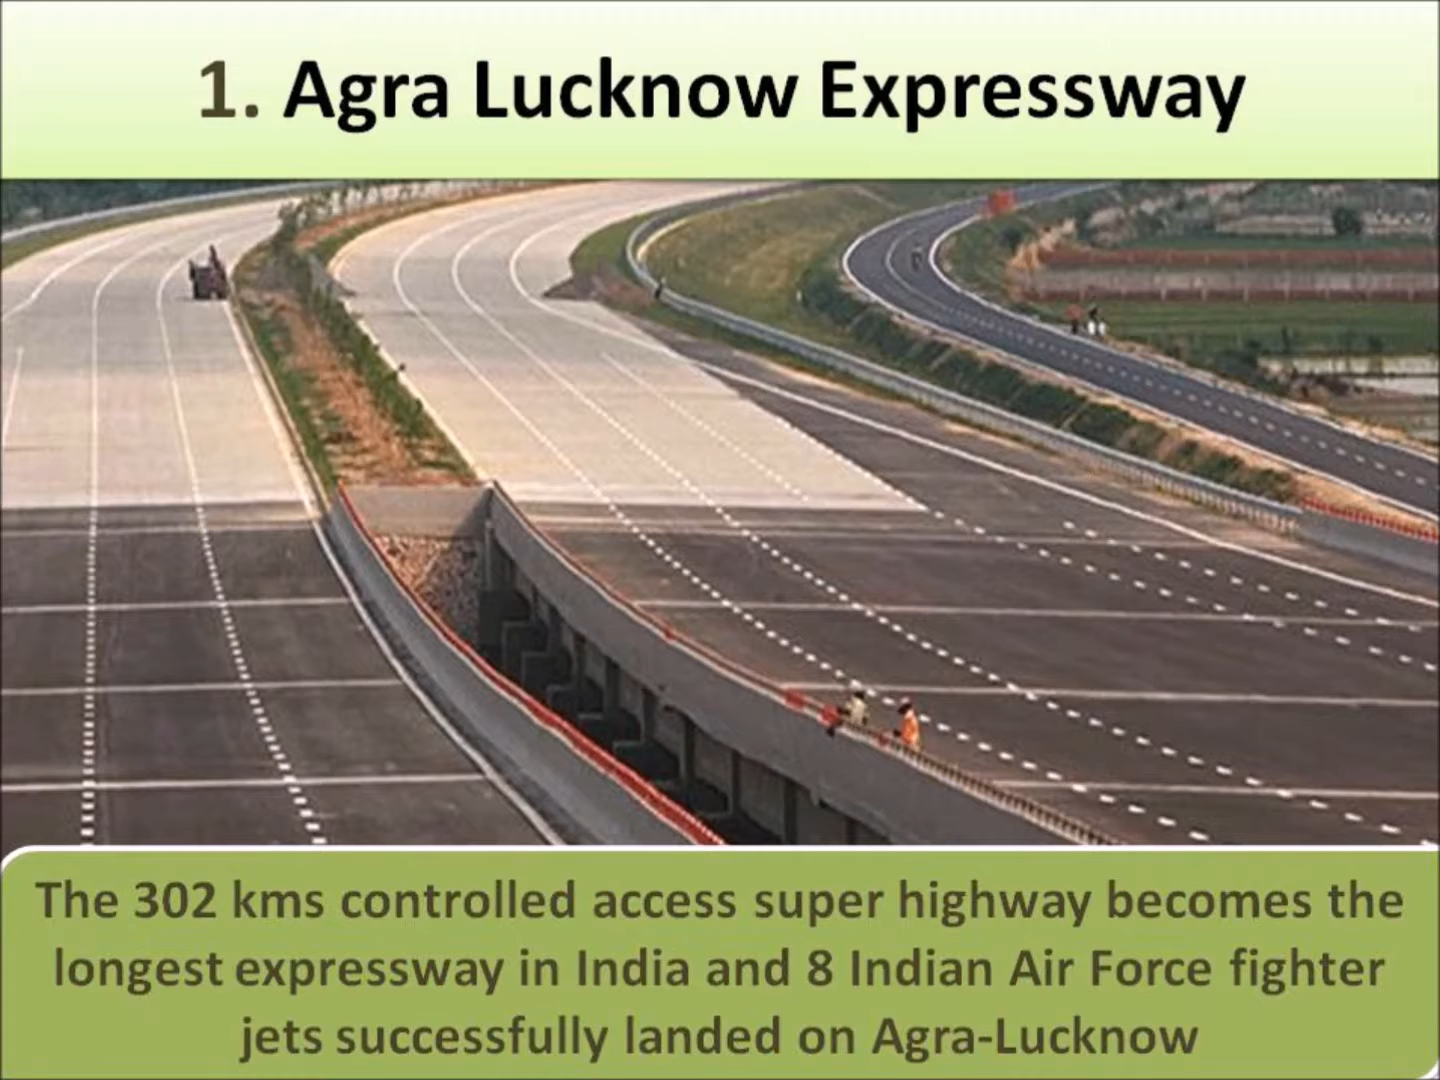 1. Agra Lucknow Expressway
The 302 kms controlled access super highway becomes the
longest expressway in India and 8 Indian Air Force fighter
jets successfully landed on Agra-Lucknow